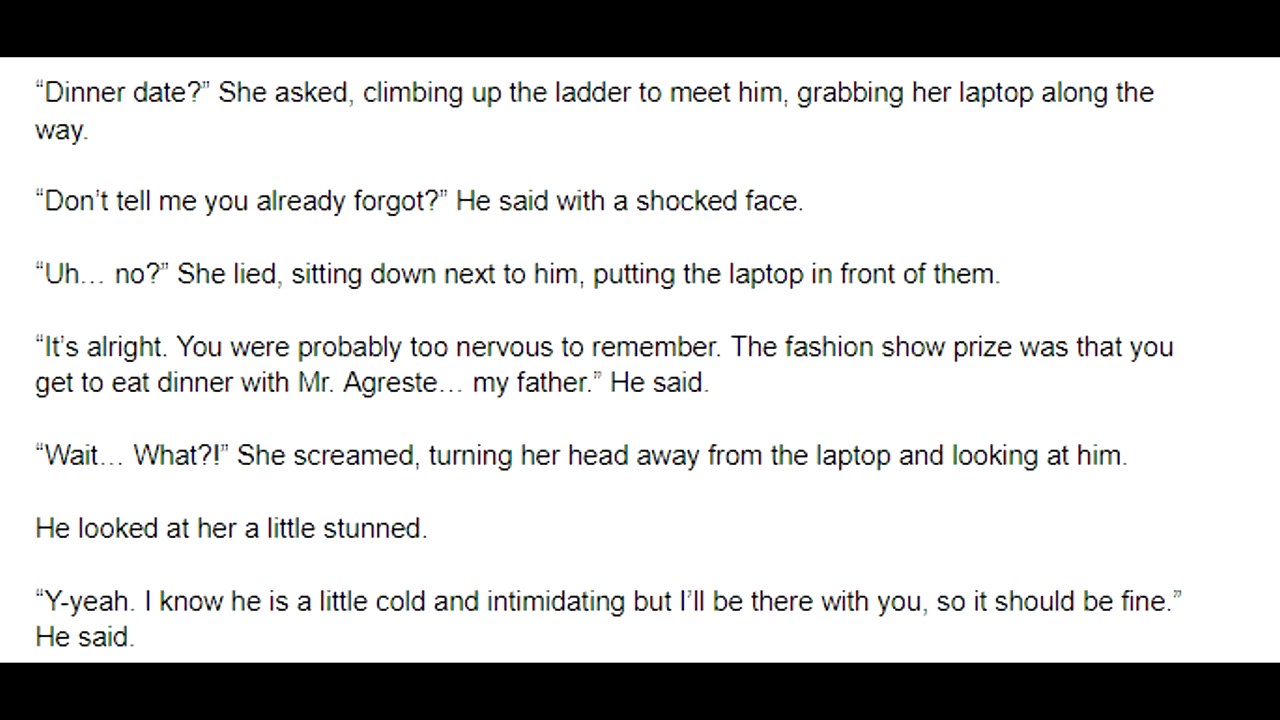 “Dinner date?” She asked, climbing up the ladder to meet him, grabbing her laptop along the
way.
“Don’t tell me you already forgot?” He said with a shocked face.
“Uh… no?” She lied, sitting down next to him, putting the laptop in front of them.
“It’s alright. You were probably too nervous to remember. The fashion show prize was that you
get to eat dinner with Mr. Agreste… my father.” He said.
“Wait… What?!” She screamed, turning her head away from the laptop and looking at him.
He looked at her a little stunned.
“Y-yeah. I know he is a little cold and intimidating but I’ll be there with you, so it should be fine.”
He said.